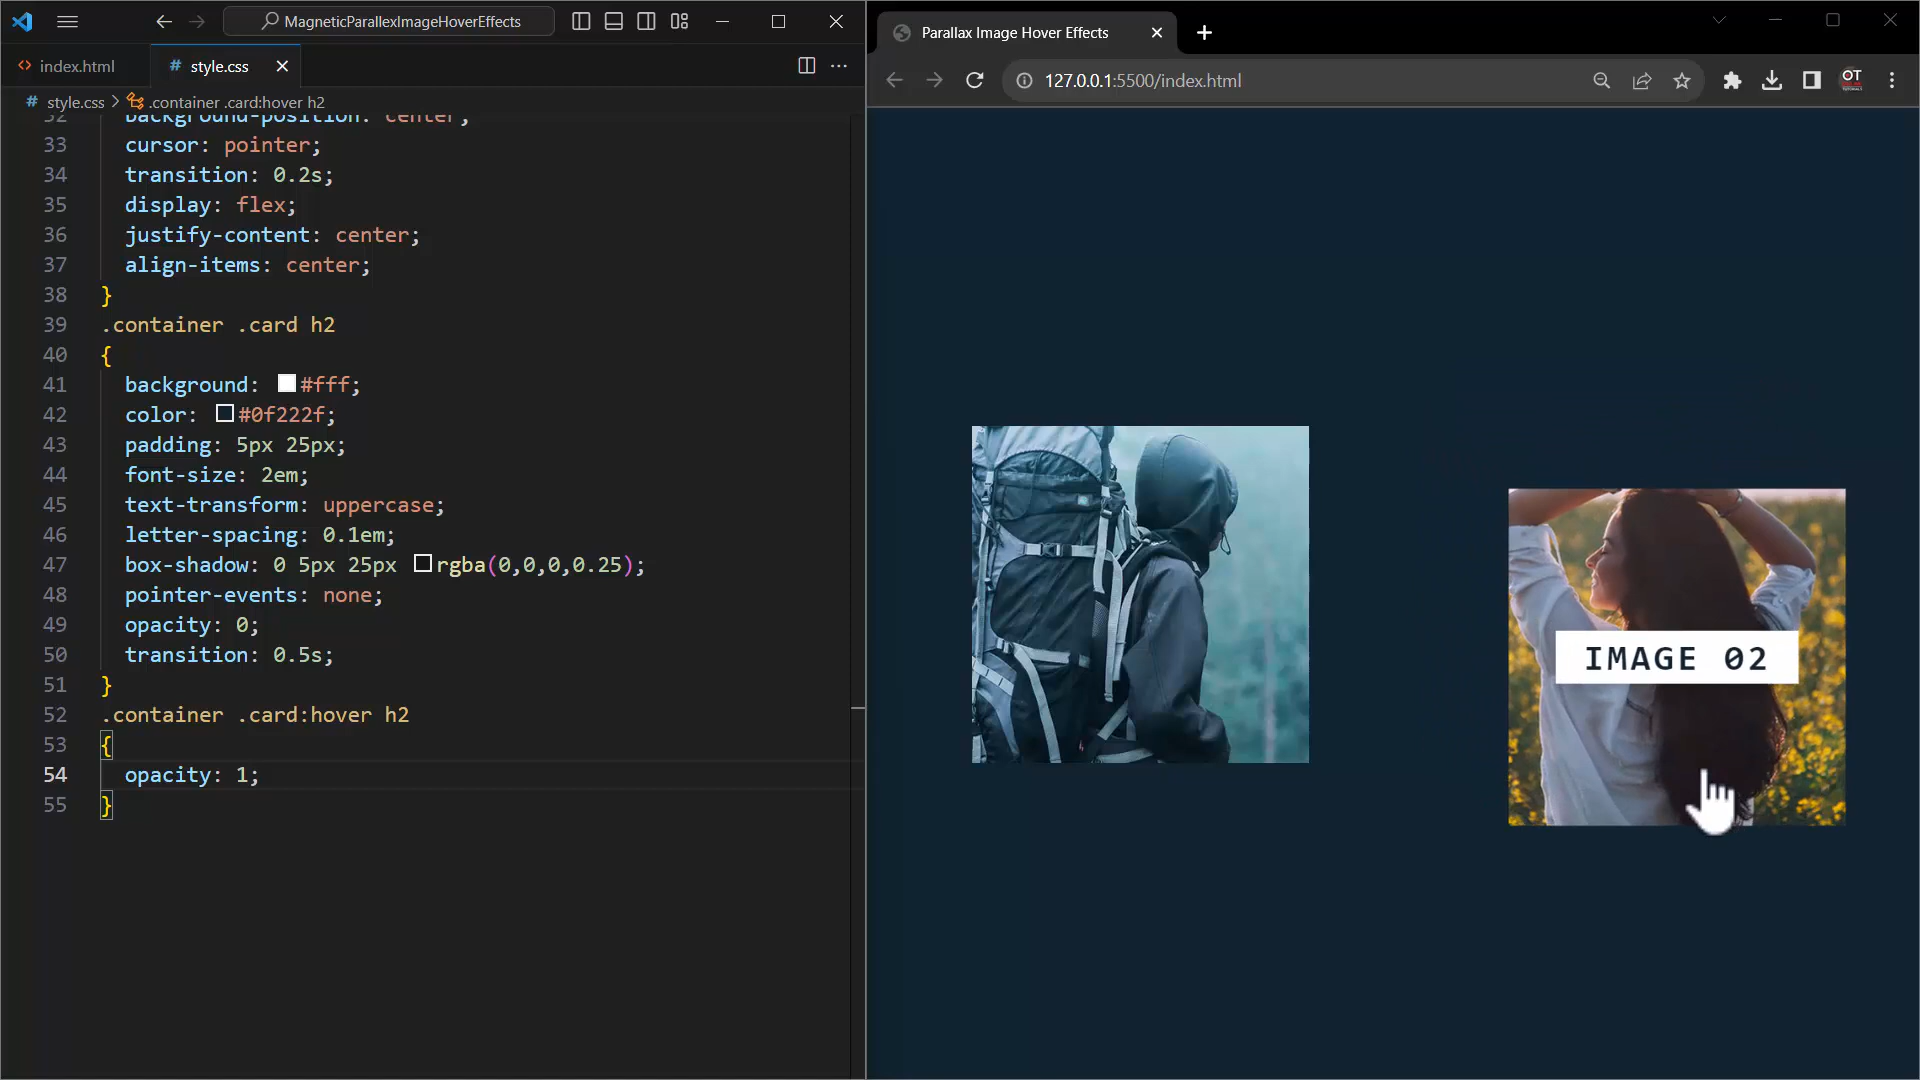 MagneticParallexImageHoverEffects
index.html
# style.css
# style.css > .container .card:hover h2
32 background-position: center;
33 cursor: pointer;
34 transition: 0.2s;
35 display: flex;
36 justify-content: center;
37 align-items: center;
38 }
39 .container .card h2
40 {
41 background: #fff;
42 color: #0f222f;
43 padding: 5px 25px;
44 font-size: 2em;
45 text-transform: uppercase;
46 letter-spacing: 0.1em;
47 box-shadow: 0 5px 25px rgba(0,0,0,0.25);
48 pointer-events: none;
49 opacity: 0;
50 transition: 0.5s;
51 }
52 .container .card:hover h2
53 {
54 opacity: 1;
55 }
Parallax Image Hover Effects
127.0.0.1:5500/index.html
OT
IMAGE 02